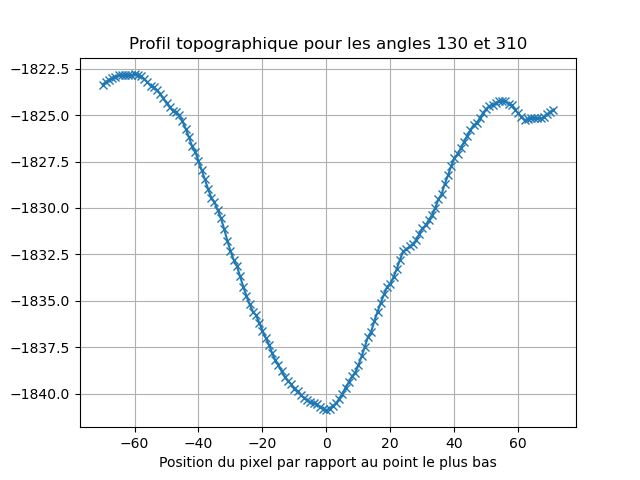 Profil topographique pour les angles 130 et 310
−1822.5
−1825.0
−1827.5
−1830.0
−1832.5
−1835.0
−1837.5
−1840.0
−60 −40 −20 0 20 40 60
Position du pixel par rapport au point le plus bas